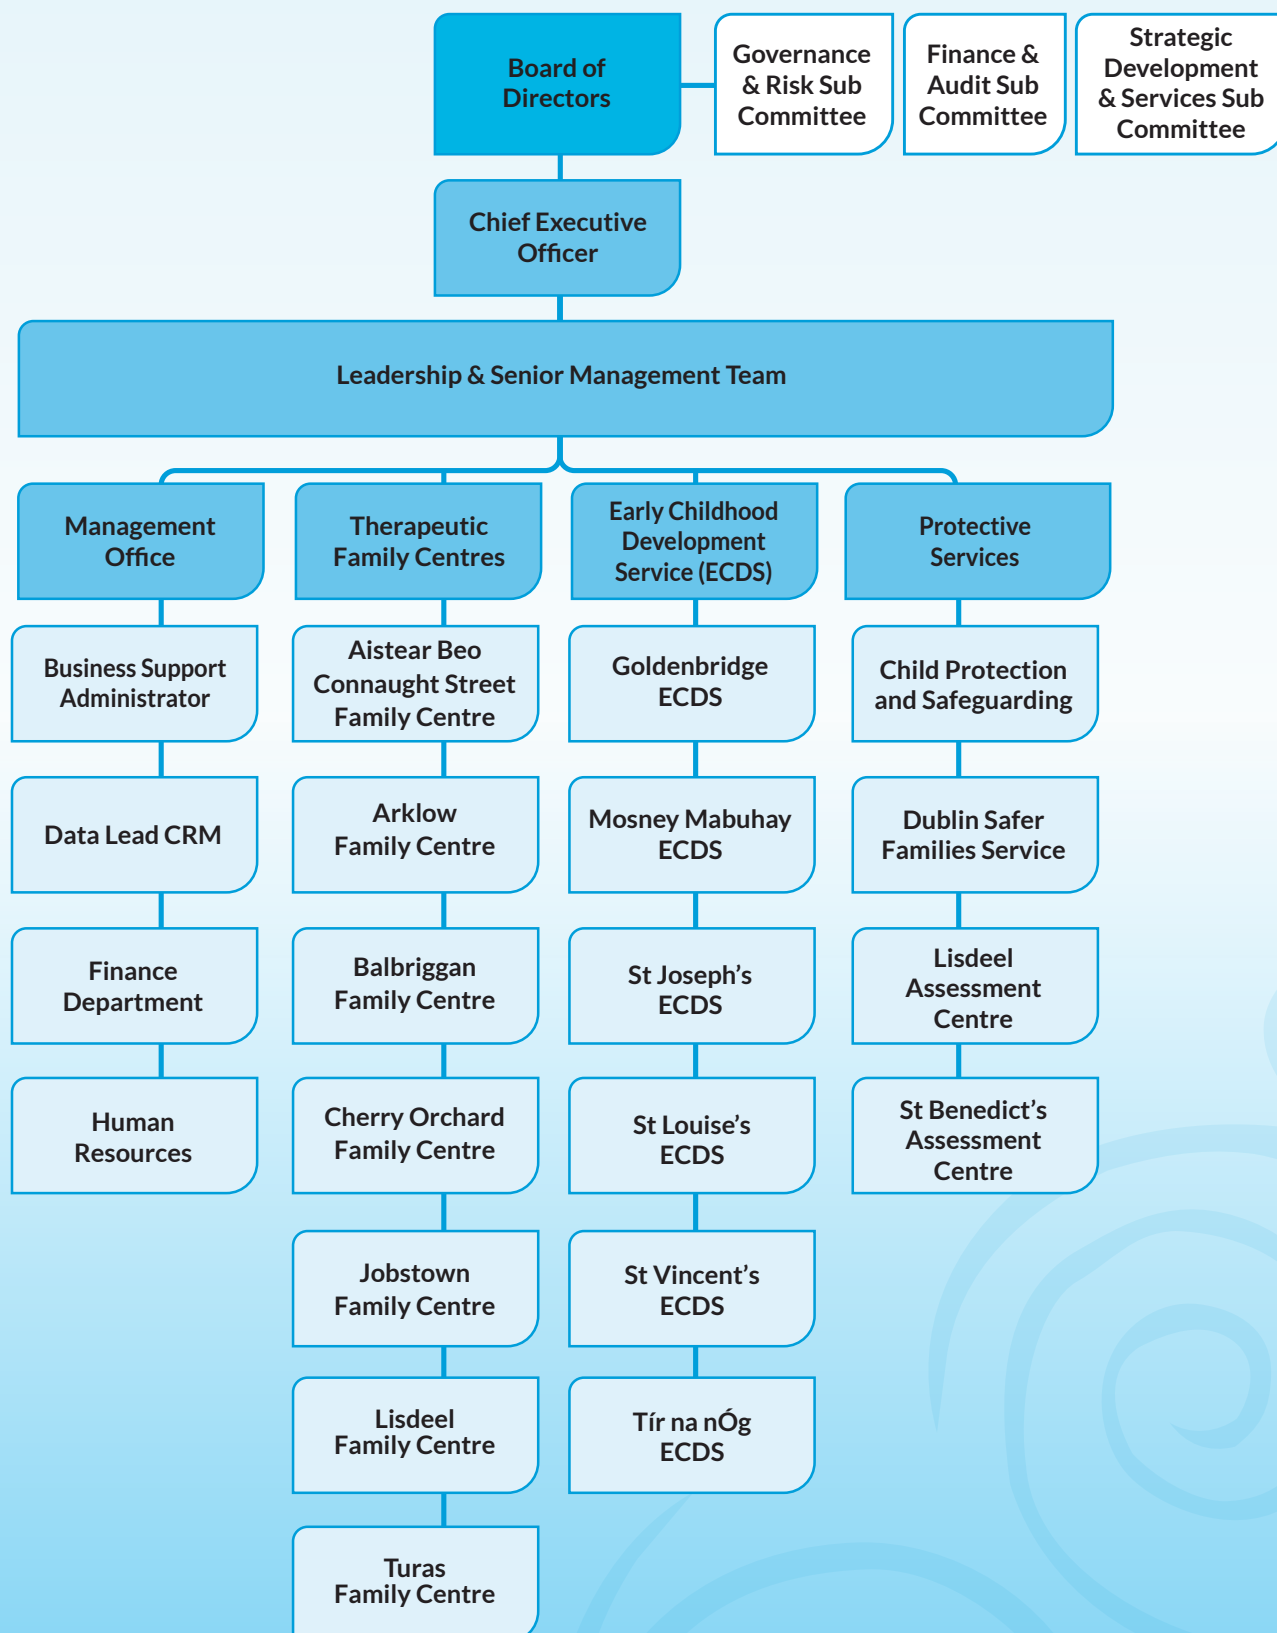 Board of
Directors
Governance
& Risk Sub
Committee
Finance &
Audit Sub
Committee
Strategic
Development
& Services Sub
Committee
Chief Executive
Officer
Leadership & Senior Management Team
Management
Office
Business Support
Administrator
Data Lead CRM
Finance
Department
Human
Resources
Therapeutic
Family Centres
Aistear Beo
Connaught Street
Family Centre
Arklow
Family Centre
Balbriggan
Family Centre
Cherry Orchard
Family Centre
Jobstown
Family Centre
Lisdeel
Family Centre
Turas
Family Centre
Early Childhood
Development
Service (ECDS)
Goldenbridge
ECDS
Mosney Mabuhay
ECDS
St Joseph’s
ECDS
St Louise’s
ECDS
St Vincent’s
ECDS
Tír na nÓg
ECDS
Protective
Services
Child Protection
and Safeguarding
Dublin Safer
Families Service
Lisdeel
Assessment
Centre
St Benedict’s
Assessment
Centre